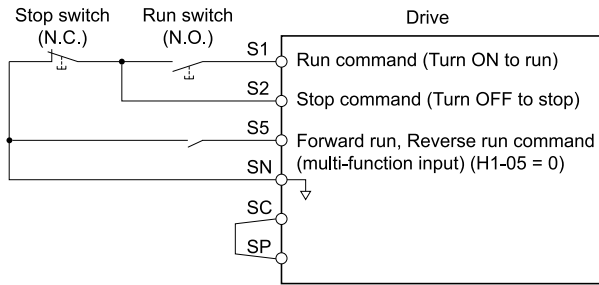 Stop switch
(N.C.)
Run switch
(N.O.)
Drive
S1
Run command (Turn ON to run)
S2
Stop command (Turn OFF to stop)
S5
Forward run, Reverse run command
(multi-function input) (H1-05 = 0)
SN
SC
SP